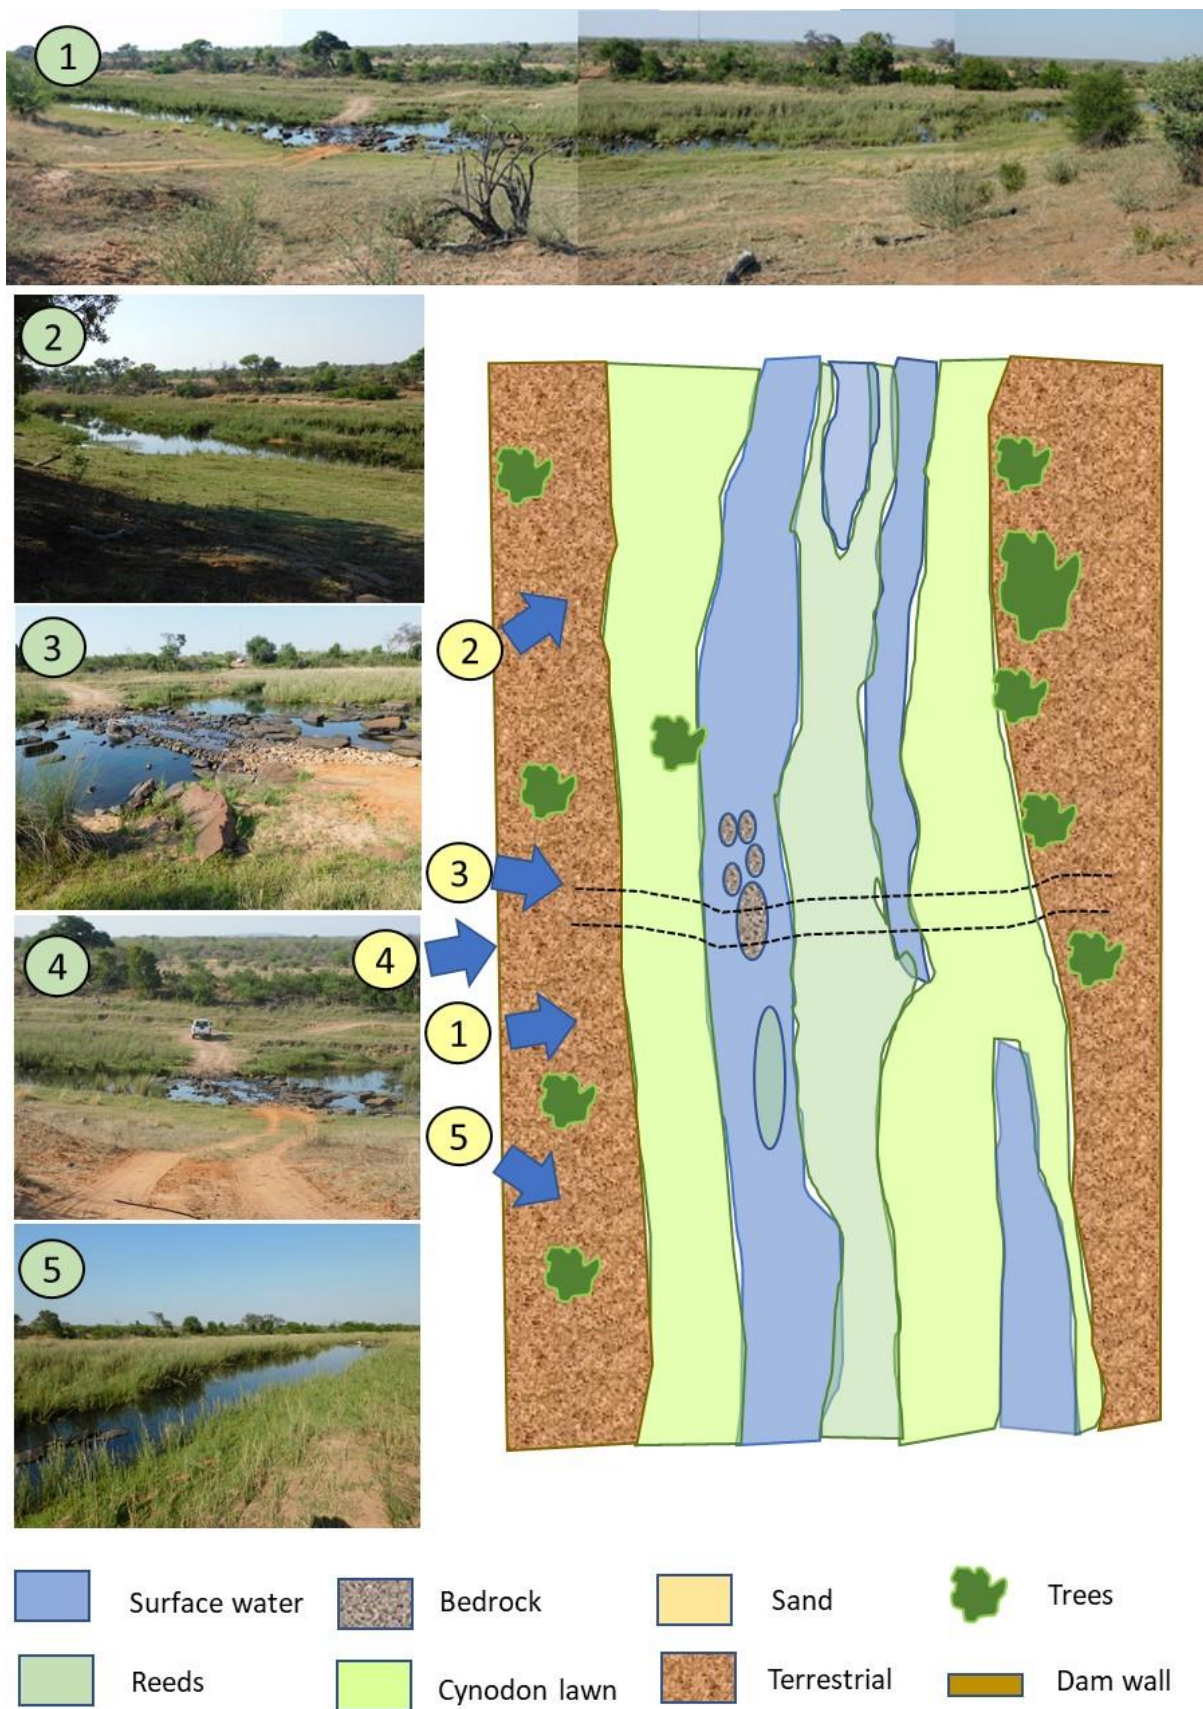 1
2
3
4
5
2
3
4
1
5
Surface water
Bedrock
Sand
Trees
Reeds
Cynodon lawn
Terrestrial
Dam wall